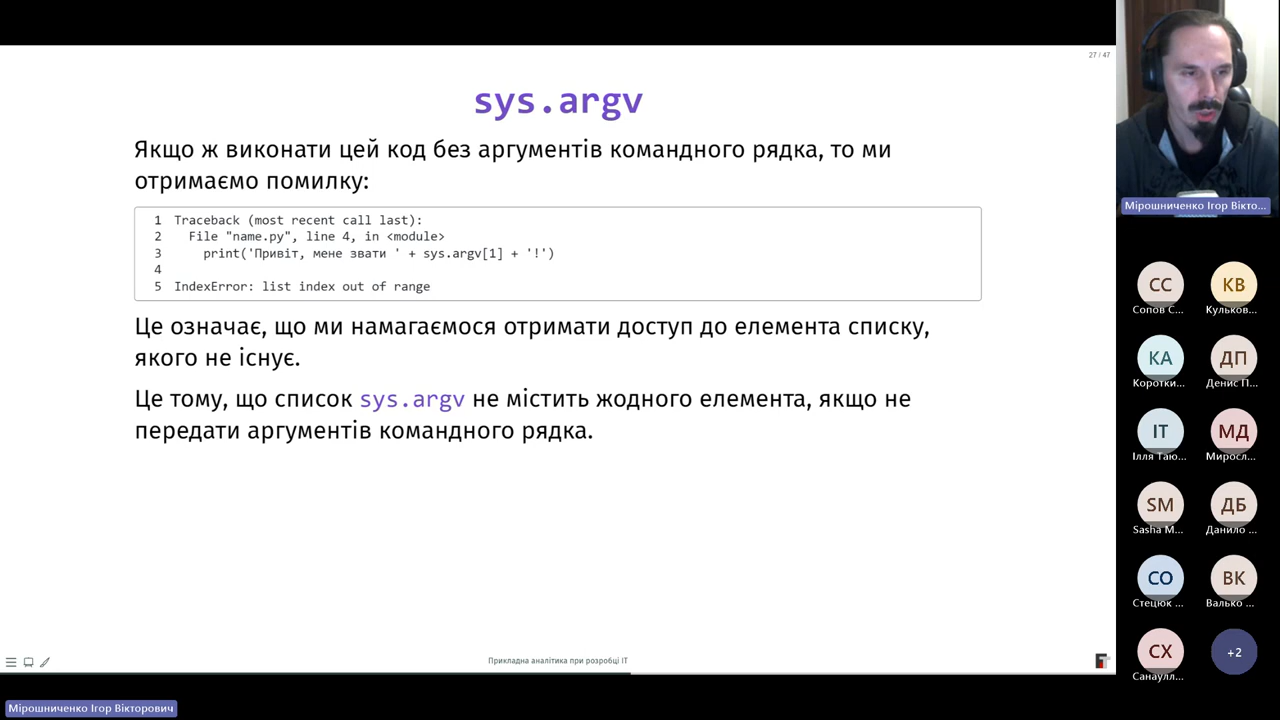 27 / 47
sys.argv
Якщо ж виконати цей код без аргументів командного рядка, то ми
отримаємо помилку:
1 Traceback (most recent call last):
2 File "name.py", line 4, in <module>
3 print('Привіт, мене звати ' + sys.argv[1] + '!')
4
5 IndexError: list index out of range
Це означає, що ми намагаємося отримати доступ до елемента списку,
якого не існує.
Це тому, що список sys.argv не містить жодного елемента, якщо не
передати аргументів командного рядка.
Прикладна аналітика при розробці ІТ
Мірошниченко Ігор Вікторович
Мірошниченко Ігор Вікто...
СС КВ
Сопов С... Кульков...
КА ДП
Коротки... Денис П...
ІТ МД
Ілля Таю... Миросл...
SM ДБ
Sasha M... Данило ...
СО ВК
Стецюк ... Валько ...
СХ +2
Санаулл...